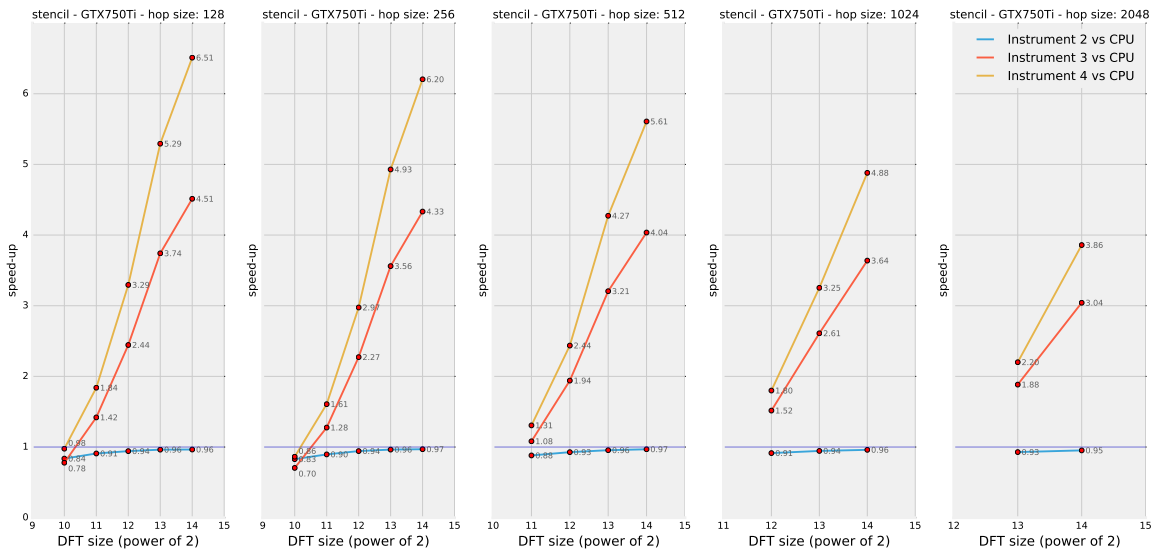 stencil - GTX750Ti - hop size: 128
speed-up
6
5
4
3
2
1
0
6.51
5.29
4.51
3.74
3.29
2.44
1.84
1.42
0.98
0.84
0.78
0.91
0.94
0.96
0.96
9 10 11 12 13 14 15
DFT size (power of 2)
stencil - GTX750Ti - hop size: 256
speed-up
6.20
4.93
4.33
3.56
2.97
2.27
1.61
1.28
0.86
0.83
0.70
0.90
0.94
0.96
0.97
9 10 11 12 13 14 15
DFT size (power of 2)
stencil - GTX750Ti - hop size: 512
speed-up
5.61
4.27
4.04
3.21
2.44
1.94
1.31
1.08
0.88
0.93
0.96
0.97
10 11 12 13 14 15
DFT size (power of 2)
stencil - GTX750Ti - hop size: 1024
speed-up
4.88
3.64
3.25
2.61
1.80
1.52
0.91
0.94
0.96
11 12 13 14 15
DFT size (power of 2)
stencil - GTX750Ti - hop size: 2048
Instrument 2 vs CPU
Instrument 3 vs CPU
Instrument 4 vs CPU
speed-up
3.86
3.04
2.20
1.88
0.93
0.95
12 13 14 15
DFT size (power of 2)